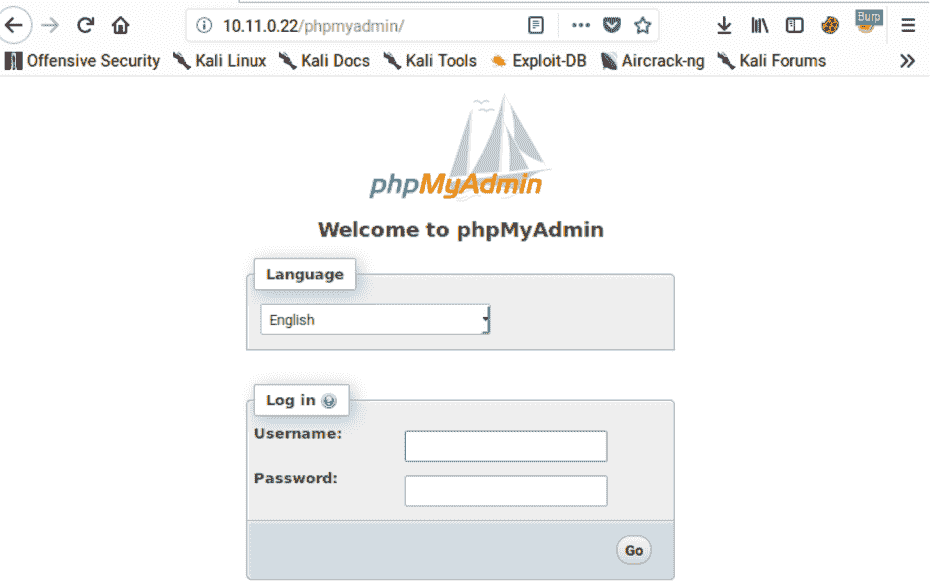 10.11.0.22/phpmyadmin/
Burp
Offensive Security Kali Linux Kali Docs Kali Tools Exploit-DB Aircrack-ng Kali Forums
phpMyAdmin
Welcome to phpMyAdmin
Language
English
Log in
Username:
Password:
Go